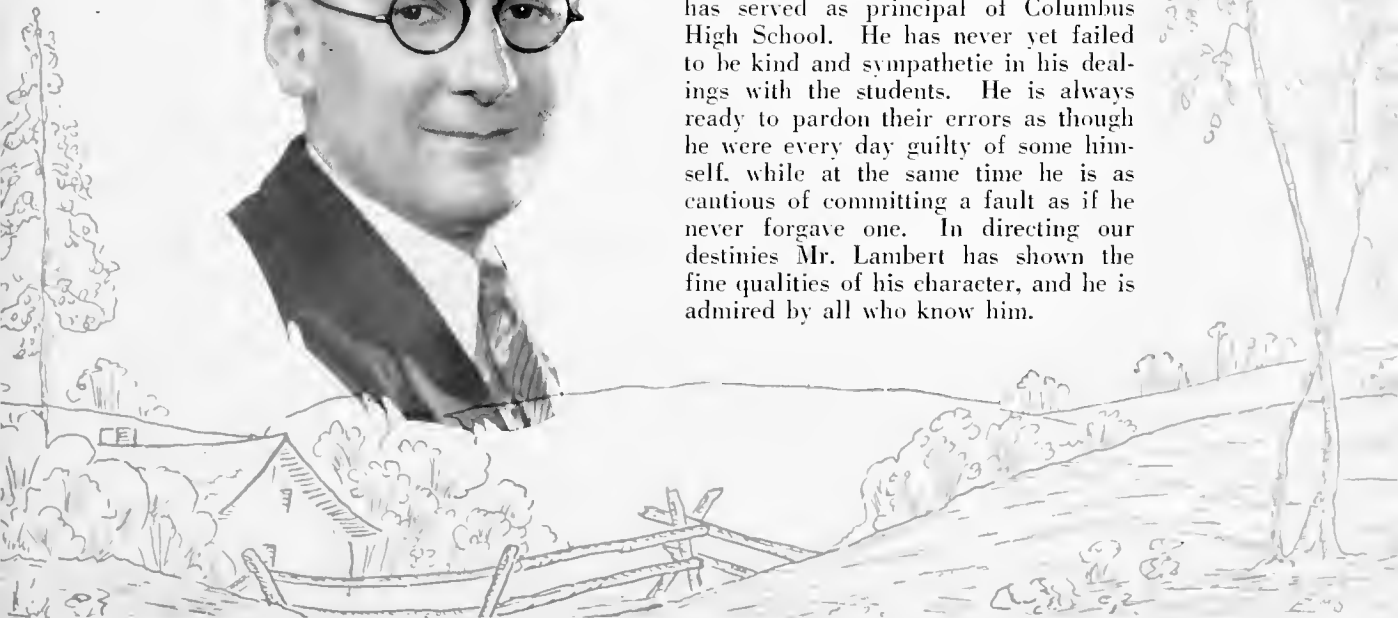 has served as principal of Columbus
High School. He has never yet failed
to be kind and sympathetic in his deal-
ings with the students. He is always
ready to pardon their errors as though
he were every day guilty of some him-
self, while at the same time he is as
cautious of committing a fault as if he
never forgave one. In directing our
destinies Mr. Lambert has shown the
fine qualities of his character, and he is
admired by all who know him.